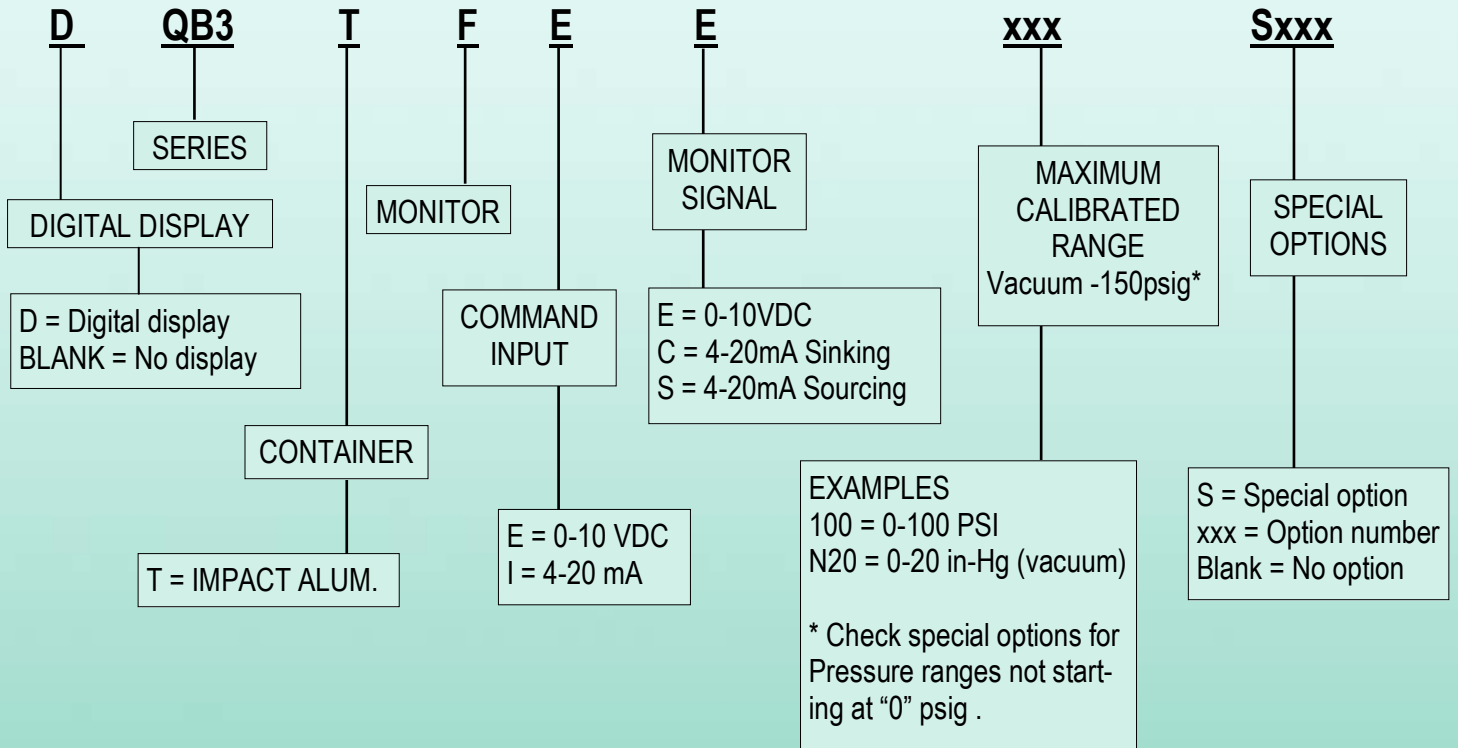 D QB3 T F E E xxx Sxxx
SERIES
DIGITAL DISPLAY
D = Digital display
BLANK = No display
CONTAINER
T = IMPACT ALUM.
MONITOR
COMMAND
INPUT
E = 0-10 VDC
I = 4-20 mA
MONITOR
SIGNAL
E = 0-10VDC
C = 4-20mA Sinking
S = 4-20mA Sourcing
MAXIMUM
CALIBRATED
RANGE
Vacuum -150psig*
EXAMPLES
100 = 0-100 PSI
N20 = 0-20 in-Hg (vacuum)
* Check special options for
Pressure ranges not start-
ing at “0” psig .
SPECIAL
OPTIONS
S = Special option
xxx = Option number
Blank = No option